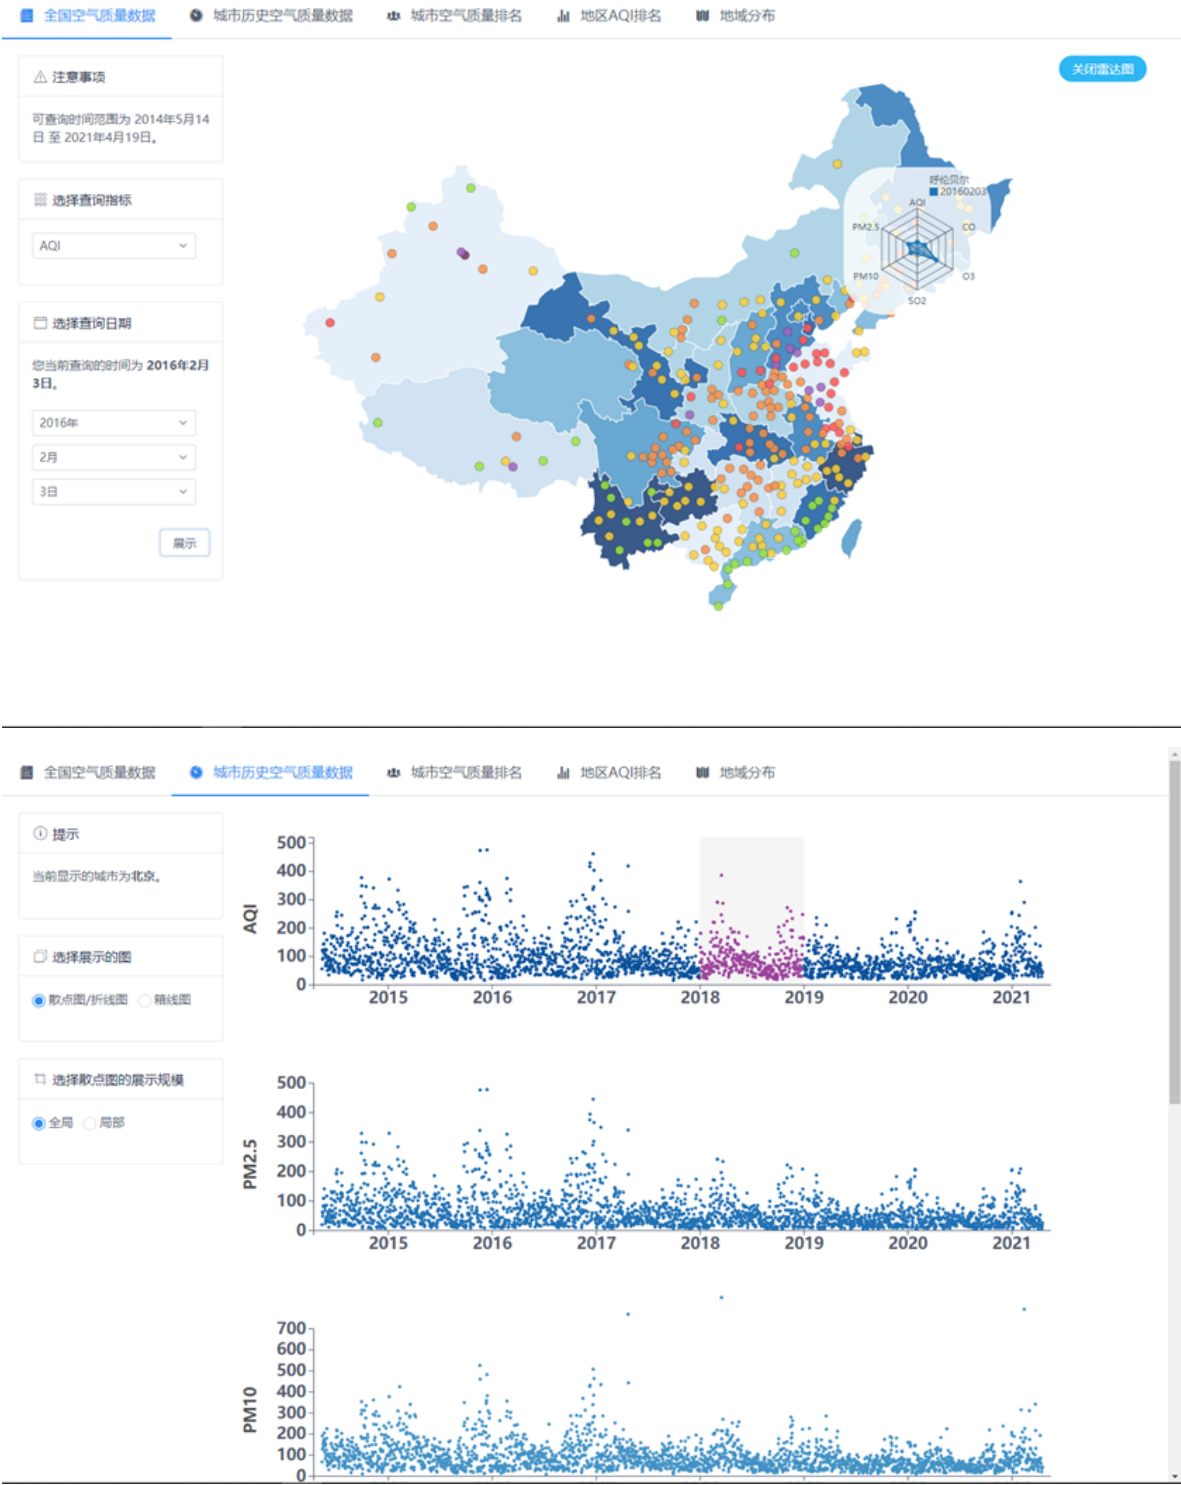 全国空气质量数据 城市历史空气质量数据 城市空气质量排名 地区AQI排名 地域分布
关闭雷达图
注意事项
可查询时间范围为 2014年5月14
日 至 2021年4月19日。
选择查询指标
AQI
选择查询日期
您当前查询的时间为 2016年2月
3日。
2016年
2月
3日
展示
呼伦贝尔
20160203
AQI
PM2.5
CO
PM10
O3
SO2
全国空气质量数据 城市历史空气质量数据 城市空气质量排名 地区AQI排名 地域分布
提示
当前显示的城市为北京。
选择展示的图
散点图/折线图 箱线图
选择散点图的展示规模
全局 局部
AQI
500
400
300
200
100
0
2015 2016 2017 2018 2019 2020 2021
PM2.5
500
400
300
200
100
0
2015 2016 2017 2018 2019 2020 2021
PM10
700
600
500
400
300
200
100
0